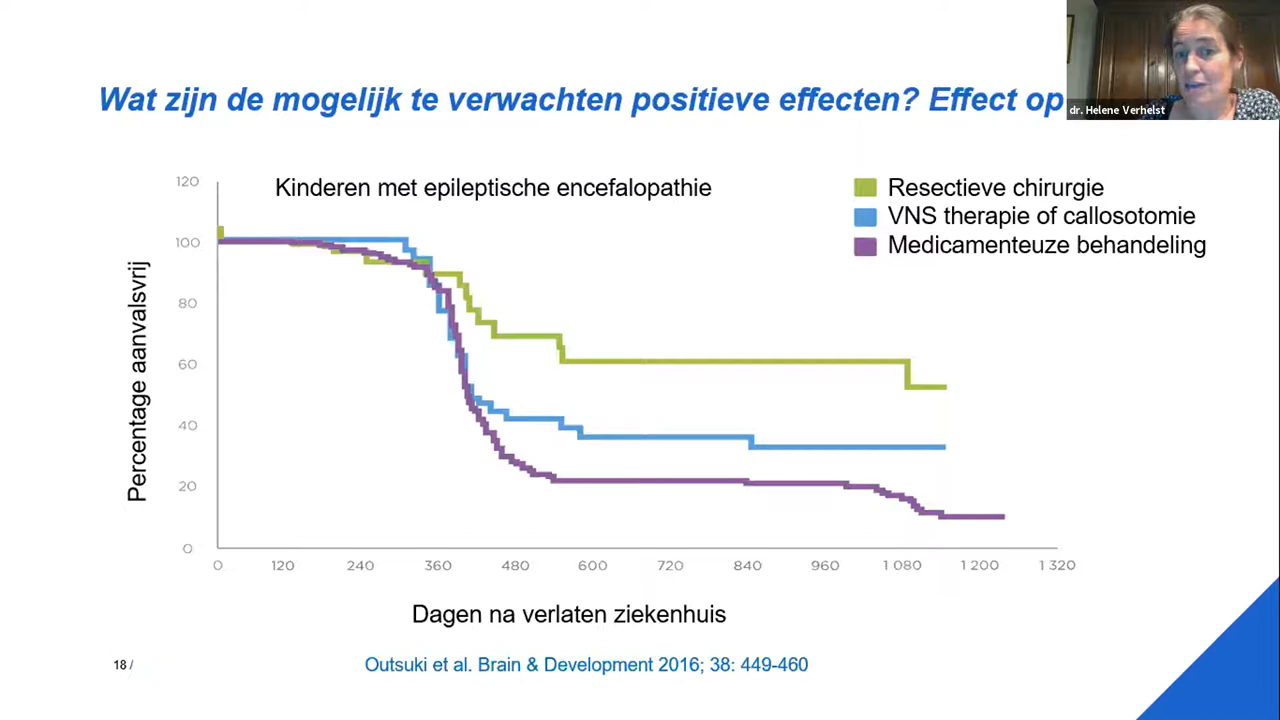 Wat zijn de mogelijk te verwachten positieve effecten? Effect op
dr. Helene Verhelst
Kinderen met epileptische encefalopathie
Resectieve chirurgie
VNS therapie of callosotomie
Medicamenteuze behandeling
Percentage aanvalsvrij
120
100
80
60
40
20
0
0 120 240 360 480 600 720 840 960 1 080 1 200 1 320
Dagen na verlaten ziekenhuis
18 /
Outsuki et al. Brain & Development 2016; 38: 449-460